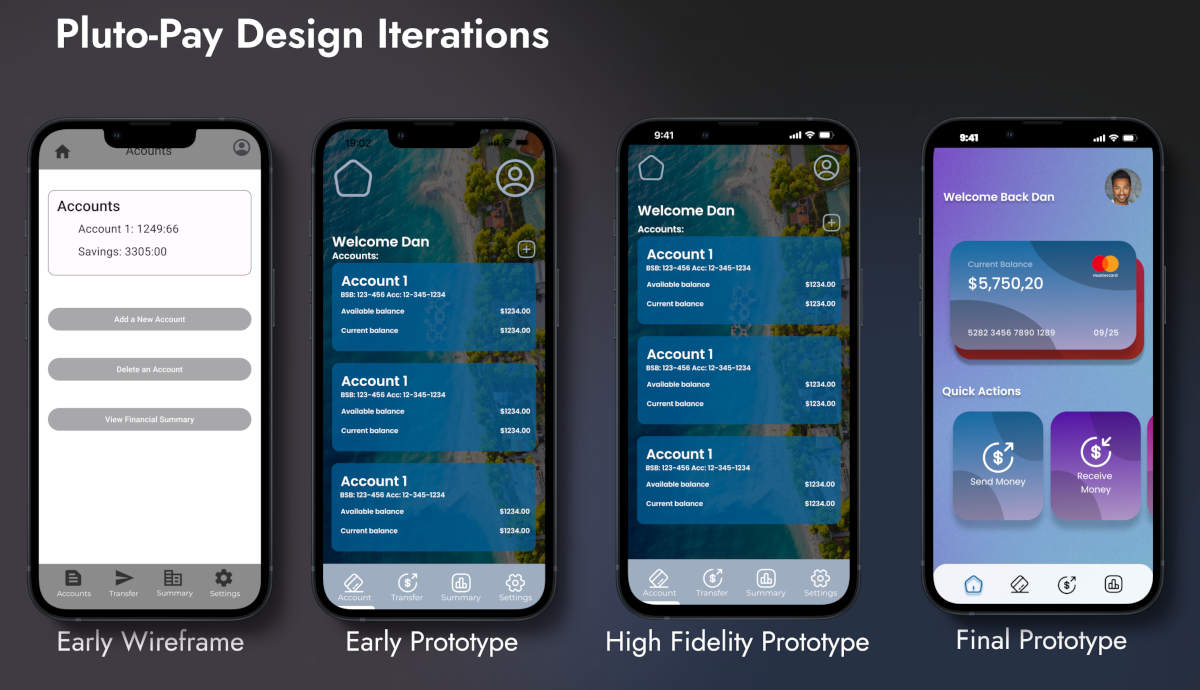 Pluto-Pay Design Iterations
Acounts
Accounts
Account 1: 1249:66
Savings: 3305:00
Add a New Account
Delete an Account
View Financial Summary
Accounts Transfer Summary Settings
Early Wireframe
19:02
Welcome Dan
Accounts:
Account 1
BSB: 123-456 Acc: 12-345-1234
Available balance $1234.00
Current balance $1234.00
Account 1
BSB: 123-456 Acc: 12-345-1234
Available balance $1234.00
Current balance $1234.00
Account 1
BSB: 123-456 Acc: 12-345-1234
Available balance $1234.00
Current balance $1234.00
Account Transfer Summary Settings
Early Prototype
9:41
Welcome Dan
Accounts:
Account 1
BSB: 123-456 Acc: 12-345-1234
Available balance $1234.00
Current balance $1234.00
Account 1
BSB: 123-456 Acc: 12-345-1234
Available balance $1234.00
Current balance $1234.00
Account 1
BSB: 123-456 Acc: 12-345-1234
Available balance $1234.00
Current balance $1234.00
Account Transfer Summary Settings
High Fidelity Prototype
9:41
Welcome Back Dan
Current Balance
mastercard
$5,750,20
5282 3456 7890 1289 09/25
Quick Actions
Send Money
Receive
Money
Final Prototype